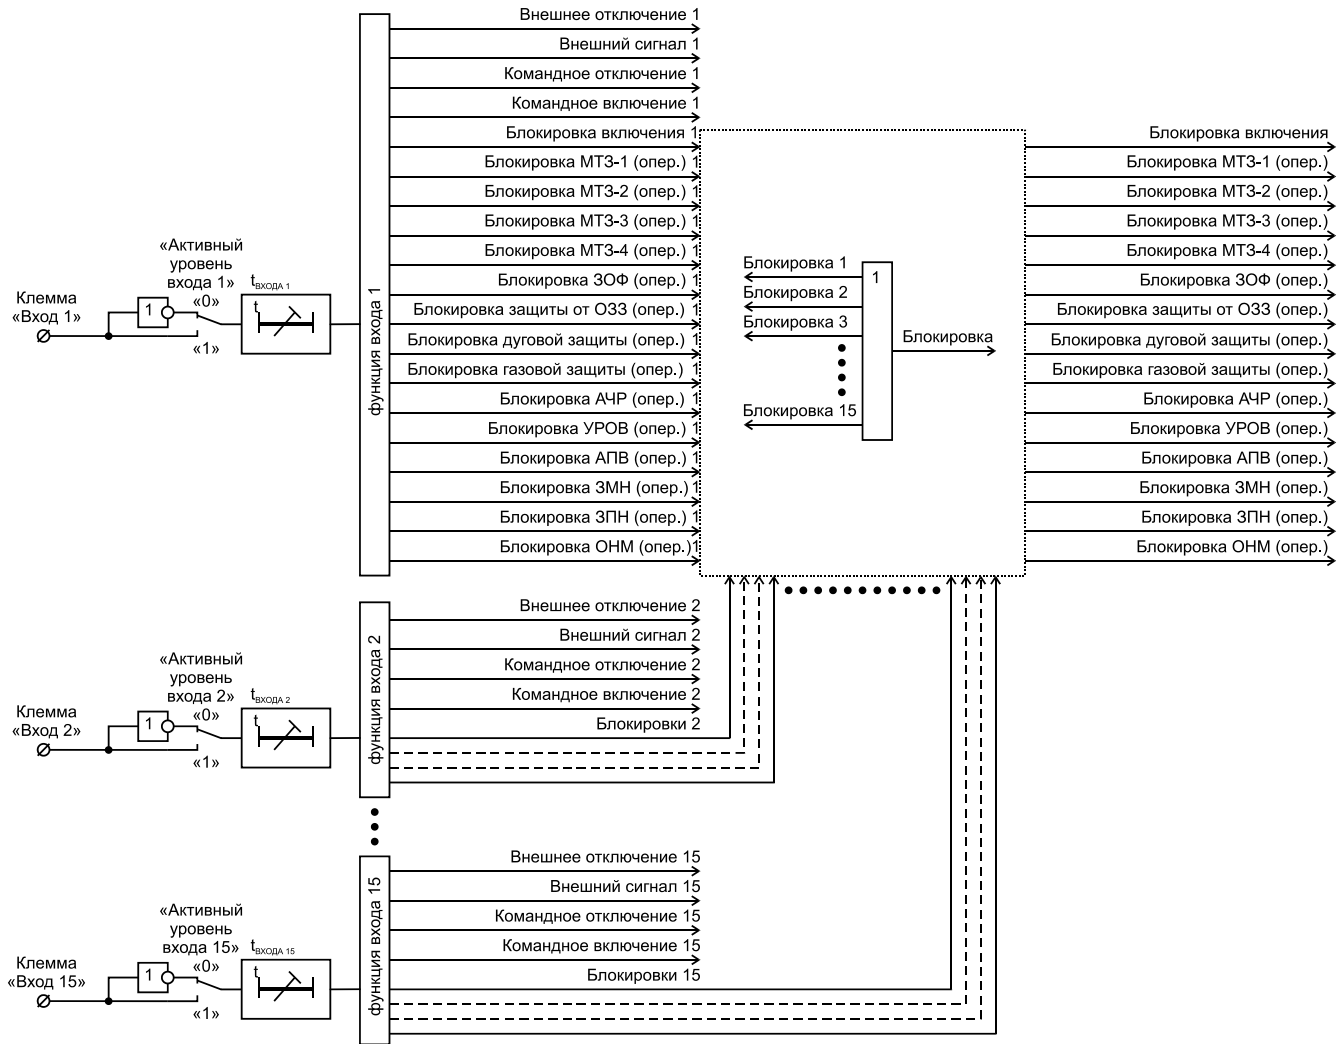 Внешнее отключение 1
Внешний сигнал 1
Командное отключение 1
Командное включение 1
Блокировка включения 1
Блокировка МТЗ-1 (опер.) 1
Блокировка МТЗ-2 (опер.) 1
Блокировка МТЗ-3 (опер.) 1
Блокировка МТЗ-4 (опер.) 1
Блокировка ЗОФ (опер.) 1
Блокировка защиты от ОЗЗ (опер.) 1
Блокировка дуговой защиты (опер.) 1
Блокировка газовой защиты (опер.) 1
Блокировка АЧР (опер.) 1
Блокировка УРОВ (опер.) 1
Блокировка АПВ (опер.) 1
Блокировка ЗМН (опер.) 1
Блокировка ЗПН (опер.) 1
Блокировка ОНМ (опер.) 1
Клемма
«Вход 1»
1
«Активный
уровень
входа 1»
«0»
«1»
tВХОДА 1
t
функция входа 1
Блокировка 1
Блокировка 2
Блокировка 3
Блокировка 15
1
Блокировка
Блокировка включения
Блокировка МТЗ-1 (опер.)
Блокировка МТЗ-2 (опер.)
Блокировка МТЗ-3 (опер.)
Блокировка МТЗ-4 (опер.)
Блокировка ЗОФ (опер.)
Блокировка защиты от ОЗЗ (опер.)
Блокировка дуговой защиты (опер.)
Блокировка газовой защиты (опер.)
Блокировка АЧР (опер.)
Блокировка УРОВ (опер.)
Блокировка АПВ (опер.)
Блокировка ЗМН (опер.)
Блокировка ЗПН (опер.)
Блокировка ОНМ (опер.)
Клемма
«Вход 2»
1
«Активный
уровень
входа 2»
«0»
«1»
tВХОДА 2
t
функция входа 2
Внешнее отключение 2
Внешний сигнал 2
Командное отключение 2
Командное включение 2
Блокировки 2
Клемма
«Вход 15»
1
«Активный
уровень
входа 15»
«0»
«1»
tВХОДА 15
t
функция входа 15
Внешнее отключение 15
Внешний сигнал 15
Командное отключение 15
Командное включение 15
Блокировки 15